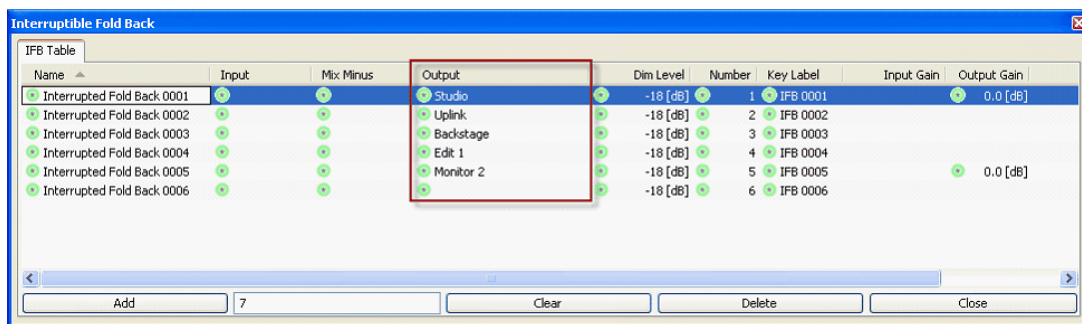 Interruptible Fold Back
IFB Table
Name Input Mix Minus Output Dim Level Number Key Label Input Gain Output Gain
Interrupted Fold Back 0001 Studio -18 [dB] 1 IFB 0001 0.0 [dB]
Interrupted Fold Back 0002 Uplink -18 [dB] 2 IFB 0002
Interrupted Fold Back 0003 Backstage -18 [dB] 3 IFB 0003
Interrupted Fold Back 0004 Edit 1 -18 [dB] 4 IFB 0004
Interrupted Fold Back 0005 Monitor 2 -18 [dB] 5 IFB 0005 0.0 [dB]
Interrupted Fold Back 0006 -18 [dB] 6 IFB 0006
Add 7 Clear Delete Close